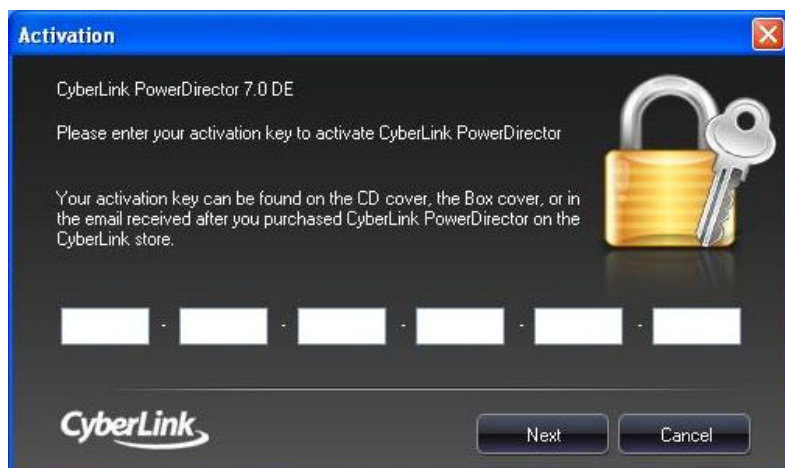 Activation
CyberLink PowerDirector 7.0 DE
Please enter your activation key to activate CyberLink PowerDirector
Your activation key can be found on the CD cover, the Box cover, or in
the email received after you purchased CyberLink PowerDirector on the
CyberLink store.
- - - - -
CyberLink
Next Cancel